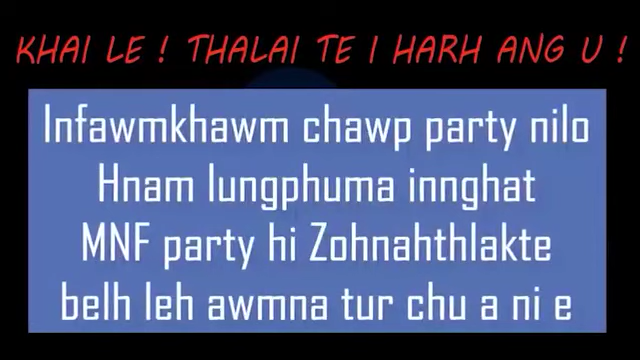 KHAI LE ! THALAI TE I HARH ANG U !
Infawmkhawm chawp party nilo
Hnam lungphuma innghat
MNF party hi Zohnahthlakte
belh leh awmna tur chu a ni e